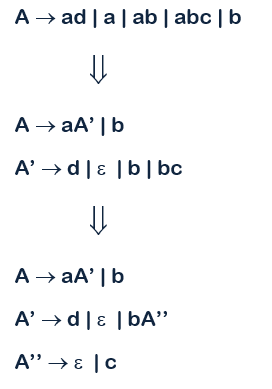 A → ad | a | ab | abc | b
⇓
A → aA’ | b
A’ → d | ε | b | bc
⇓
A → aA’ | b
A’ → d | ε | bA’’
A’’ → ε | c